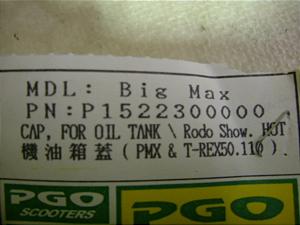 MDL: Big Max
PN:P1522300000
CAP, FOR OIL TANK \ Rodo Show. HOT
機油箱蓋(PMX & T-REX50.110).
PGO
SCOOTERS
PGO